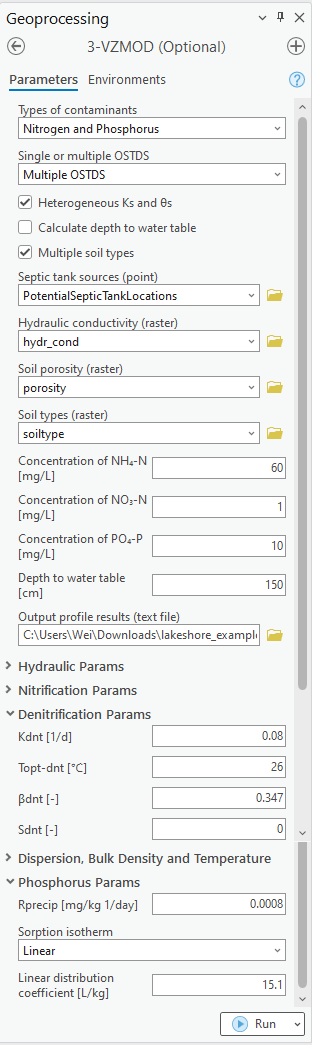 Geoprocessing
3-VZMOD (Optional)
Parameters Environments
Types of contaminants
Nitrogen and Phosphorus
Single or multiple OSTDS
Multiple OSTDS
Heterogeneous Ks and θs
Calculate depth to water table
Multiple soil types
Septic tank sources (point)
PotentialSepticTankLocations
Hydraulic conductivity (raster)
hydr_cond
Soil porosity (raster)
porosity
Soil types (raster)
soiltype
Concentration of NH₄-N
[mg/L]
60
Concentration of NO₃-N
[mg/L]
1
Concentration of PO₄-P
[mg/L]
10
Depth to water table
[cm]
150
Output profile results (text file)
C:\Users\Wei\Downloads\lakeshore_example
Hydraulic Params
Nitrification Params
Denitrification Params
Kdnt [1/d] 0.08
Topt-dnt [°C] 26
βdnt [-] 0.347
Sdnt [-] 0
Dispersion, Bulk Density and Temperature
Phosphorus Params
Rprecip [mg/kg 1/day] 0.0008
Sorption isotherm
Linear
Linear distribution
coefficient [L/kg]
15.1
Run